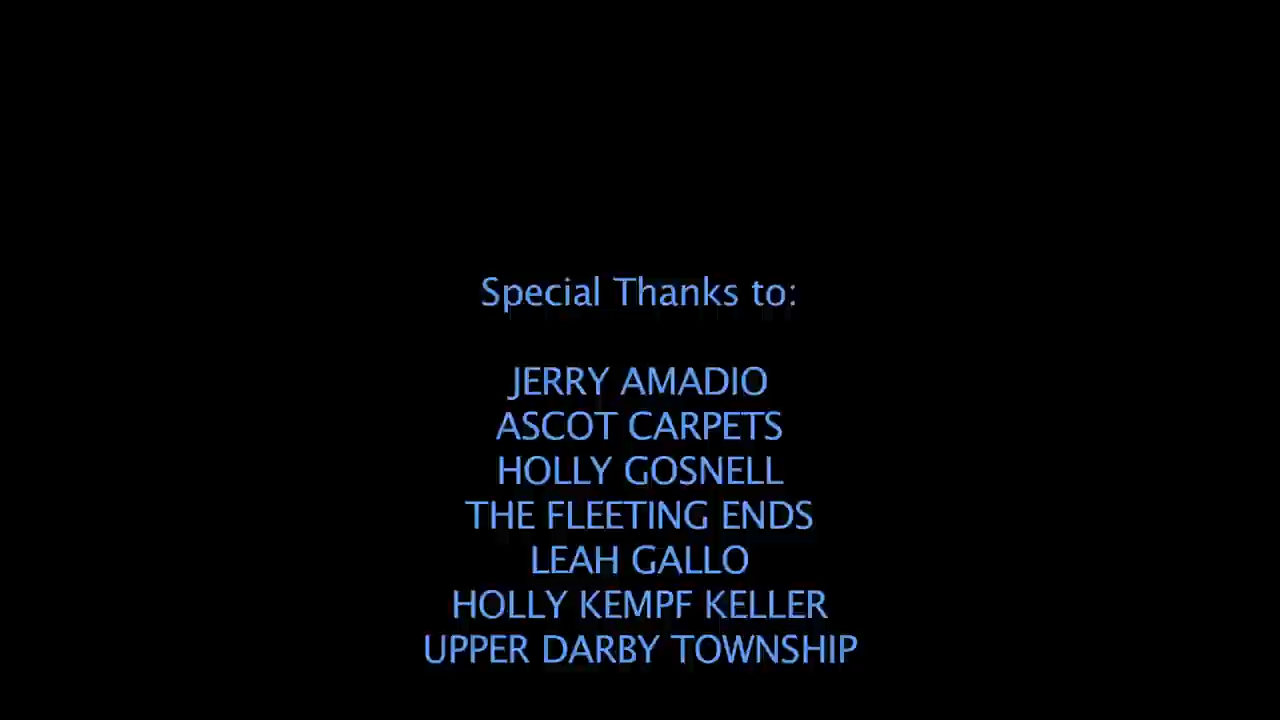 Special Thanks to:
JERRY AMADIO
ASCOT CARPETS
HOLLY GOSNELL
THE FLEETING ENDS
LEAH GALLO
HOLLY KEMPF KELLER
UPPER DARBY TOWNSHIP